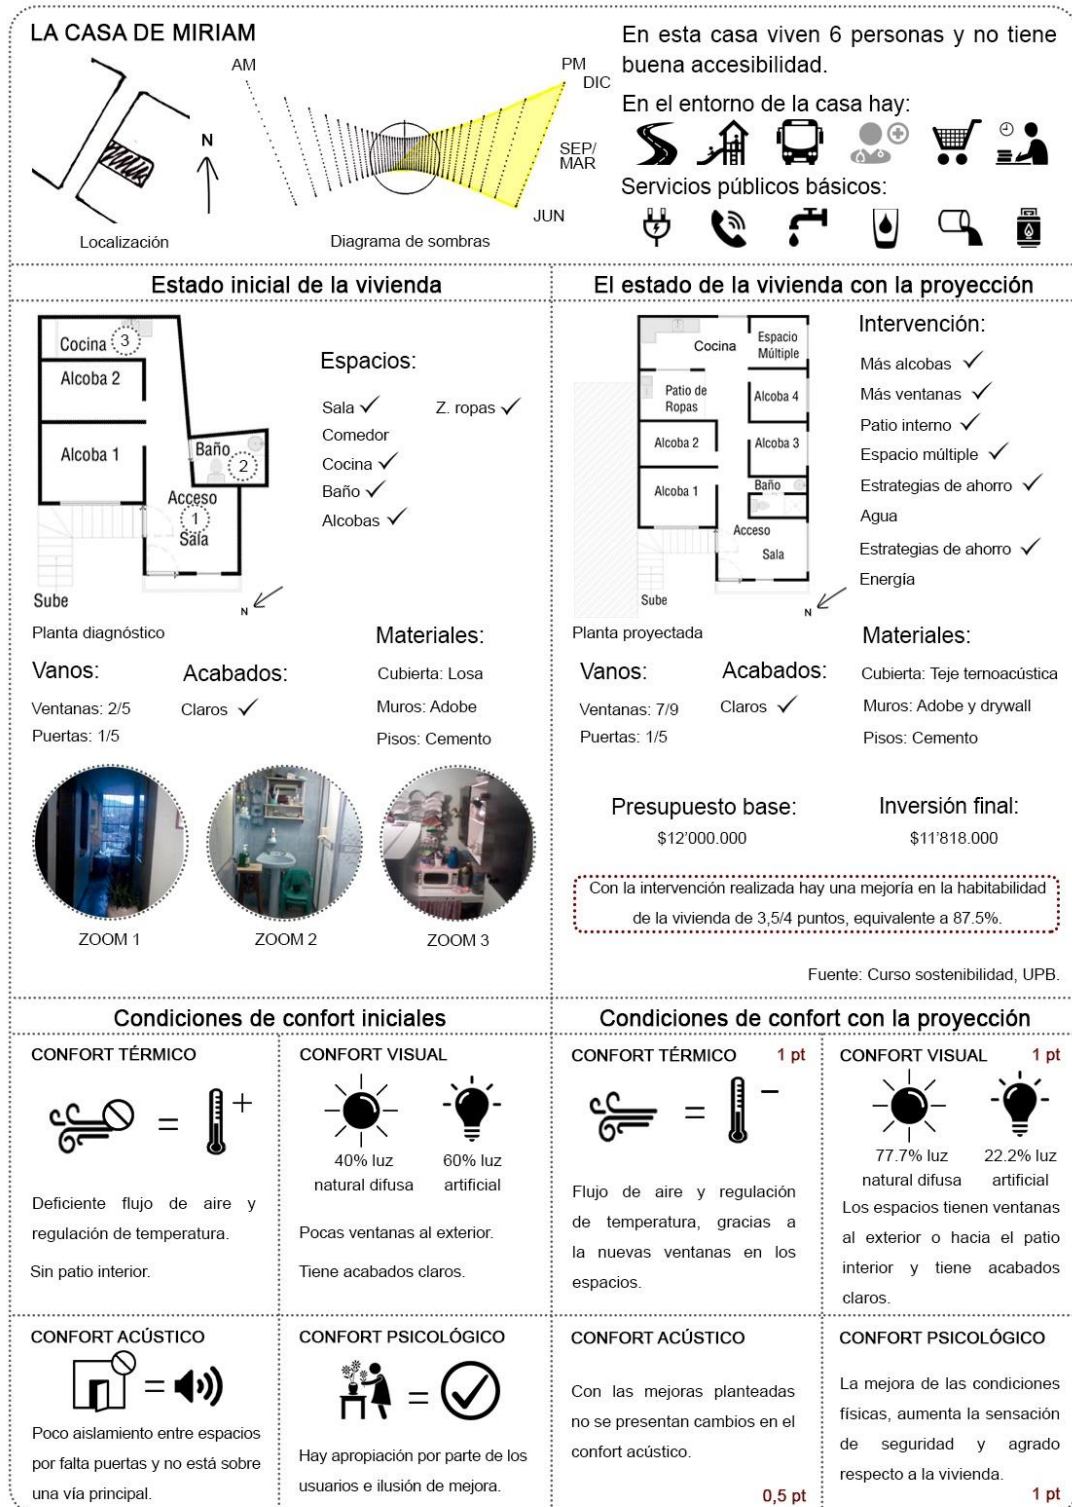 LA CASA DE MIRIAM
AM
PM
DIC
SEP/
MAR
JUN
N
Localización
Diagrama de sombras
En esta casa viven 6 personas y no tiene
buena accesibilidad.
En el entorno de la casa hay:
Servicios públicos básicos:
Estado inicial de la vivienda
Cocina 3
Alcoba 2
Alcoba 1
Baño
2
Acceso
1
Sala
Sube
N
Planta diagnóstico
Espacios:
Sala ✓ Z. ropas ✓
Comedor
Cocina ✓
Baño ✓
Alcobas ✓
Materiales:
Cubierta: Losa
Muros: Adobe
Pisos: Cemento
Vanos:
Ventanas: 2/5
Puertas: 1/5
Acabados:
Claros ✓
ZOOM 1
ZOOM 2
ZOOM 3
El estado de la vivienda con la proyección
Cocina
Espacio
Múltiple
Patio de
Ropas
Alcoba 4
Alcoba 2
Alcoba 3
Alcoba 1
Baño
Acceso
Sala
Sube
N
Planta proyectada
Intervención:
Más alcobas ✓
Más ventanas ✓
Patio interno ✓
Espacio múltiple ✓
Estrategias de ahorro ✓
Agua
Estrategias de ahorro ✓
Energía
Materiales:
Cubierta: Teje ternoacústica
Muros: Adobe y drywall
Pisos: Cemento
Vanos:
Ventanas: 7/9
Puertas: 1/5
Acabados:
Claros ✓
Presupuesto base:
$12'000.000
Inversión final:
$11'818.000
Con la intervención realizada hay una mejoría en la habitabilidad
de la vivienda de 3,5/4 puntos, equivalente a 87.5%.
Fuente: Curso sostenibilidad, UPB.
Condiciones de confort iniciales
CONFORT TÉRMICO
= +
Deficiente flujo de aire y
regulación de temperatura.
Sin patio interior.
CONFORT VISUAL
40% luz
natural difusa
60% luz
artificial
Pocas ventanas al exterior.
Tiene acabados claros.
CONFORT ACÚSTICO
=
Poco aislamiento entre espacios
por falta puertas y no está sobre
una vía principal.
CONFORT PSICOLÓGICO
=
Hay apropiación por parte de los
usuarios e ilusión de mejora.
Condiciones de confort con la proyección
CONFORT TÉRMICO 1 pt
= −
Flujo de aire y regulación
de temperatura, gracias a
la nuevas ventanas en los
espacios.
CONFORT VISUAL 1 pt
77.7% luz
natural difusa
22.2% luz
artificial
Los espacios tienen ventanas
al exterior o hacia el patio
interior y tiene acabados
claros.
CONFORT ACÚSTICO
Con las mejoras planteadas
no se presentan cambios en el
confort acústico.
0,5 pt
CONFORT PSICOLÓGICO
La mejora de las condiciones
físicas, aumenta la sensación
de seguridad y agrado
respecto a la vivienda.
1 pt